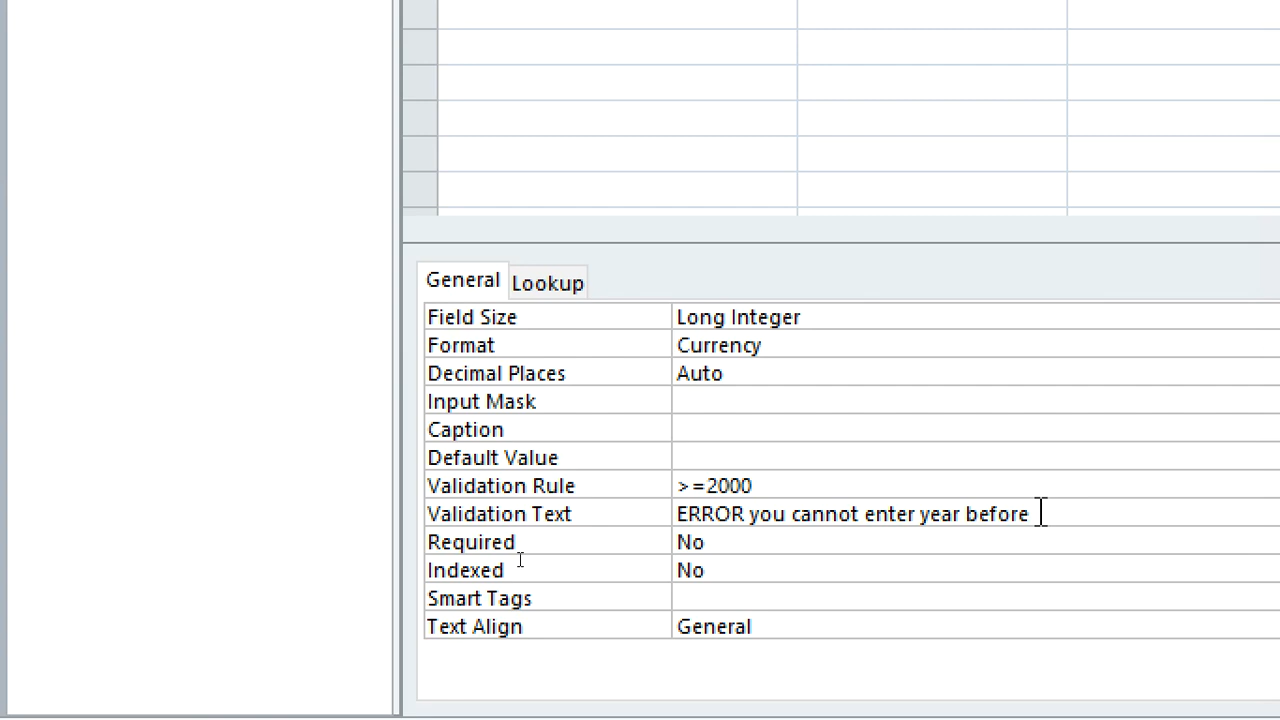 General Lookup
Field Size Long Integer
Format Currency
Decimal Places Auto
Input Mask
Caption
Default Value
Validation Rule >=2000
Validation Text ERROR you cannot enter year before
Required No
Indexed No
Smart Tags
Text Align General